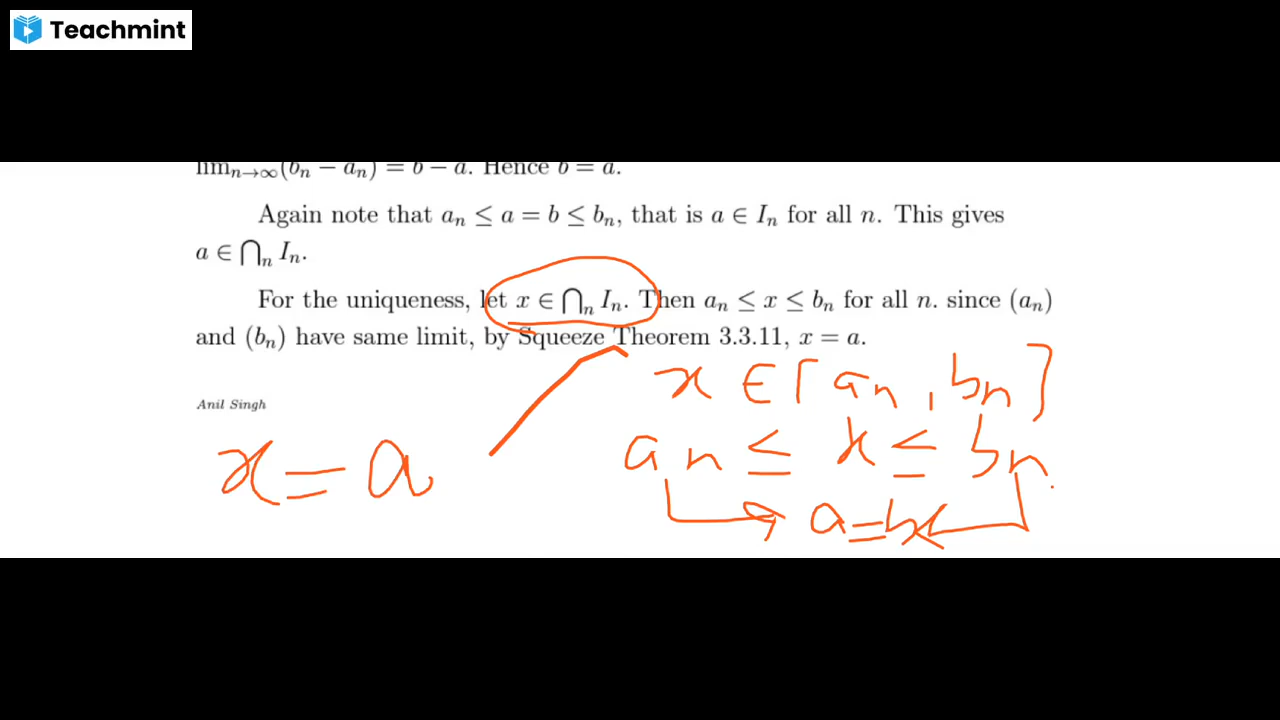 Teachmint
lim_{n→∞}(b_n − a_n) = b − a. Hence b = a.
Again note that a_n ≤ a = b ≤ b_n, that is a ∈ I_n for all n. This gives
a ∈ ⋂_n I_n.
For the uniqueness, let x ∈ ⋂_n I_n. Then a_n ≤ x ≤ b_n for all n. since (a_n)
and (b_n) have same limit, by Squeeze Theorem 3.3.11, x = a.
x ∈ [a_n, b_n]
Anil Singh
a_n ≤ x ≤ b_n
x = a
a = b